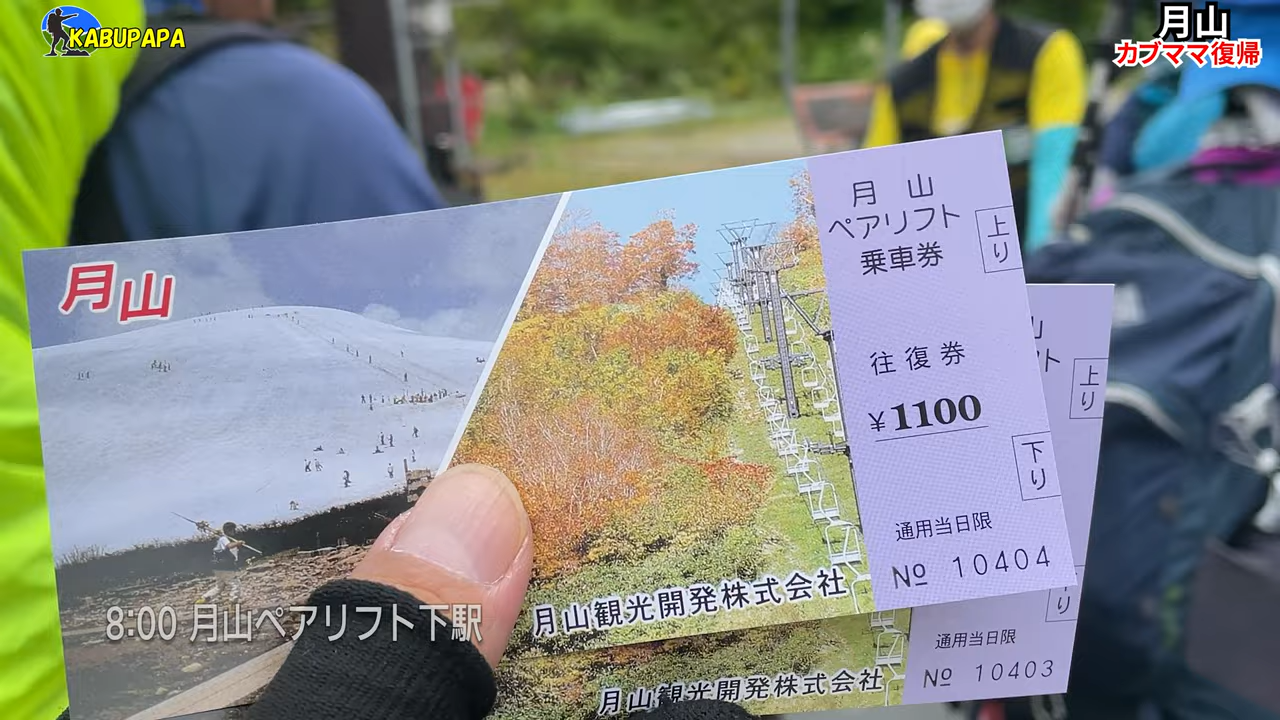 KABUPAPA
月山
カブママ復帰
月山
月山
ペアリフト
乗車券
上り
往復券
¥1100
下り
通用当日限
№ 10404
月山観光開発株式会社
上り
通用当日限
№ 10403
月山観光開発株式会社
8:00 月山ペアリフト下駅